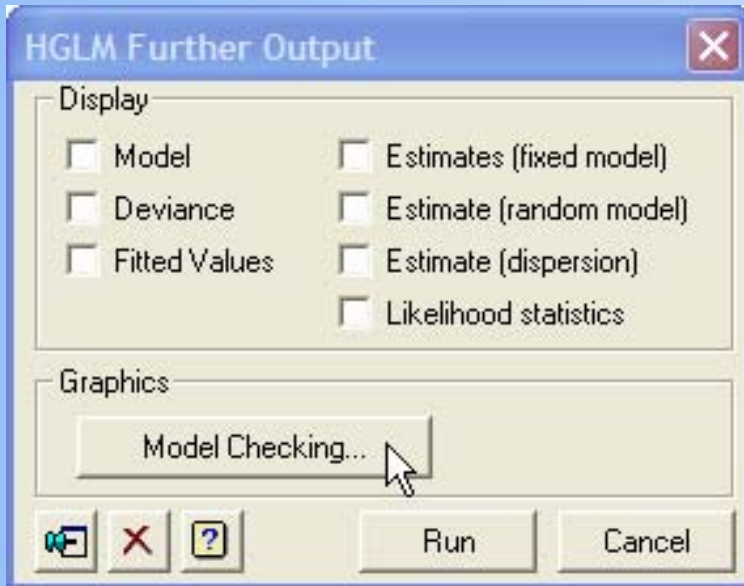 HGLM Further Output
Display
Model
Estimates (fixed model)
Deviance
Estimate (random model)
Fitted Values
Estimate (dispersion)
Likelihood statistics
Graphics
Model Checking...
?
Run
Cancel